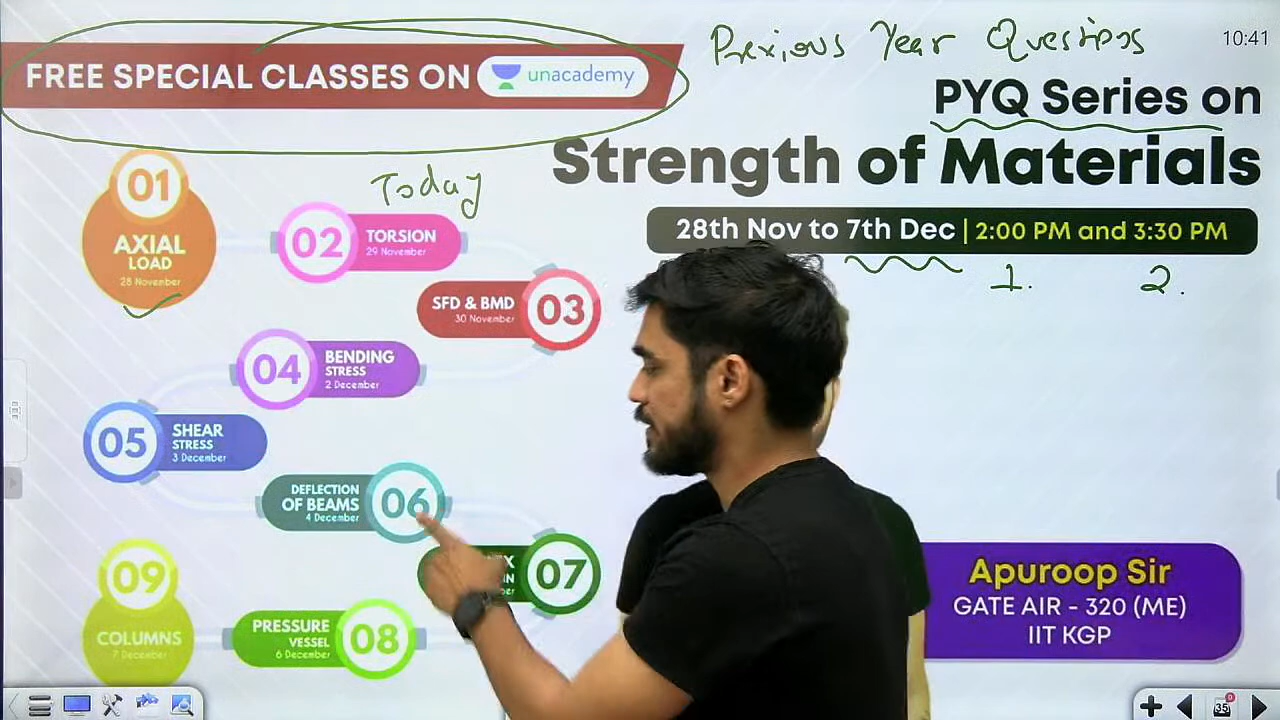 Previous Year Questions
10:41
FREE SPECIAL CLASSES ON unacademy
PYQ Series on
Strength of Materials
28th Nov to 7th Dec | 2:00 PM and 3:30 PM
1. 2.
Today
01
AXIAL
LOAD
28 November
02
TORSION
29 November
SFD & BMD
30 November
03
04
BENDING
STRESS
2 December
05
SHEAR
STRESS
3 December
DEFLECTION
OF BEAMS
4 December
06
07
PRESSURE
VESSEL
6 December
08
09
COLUMNS
7 December
Apuroop Sir
GATE AIR - 320 (ME)
IIT KGP
35